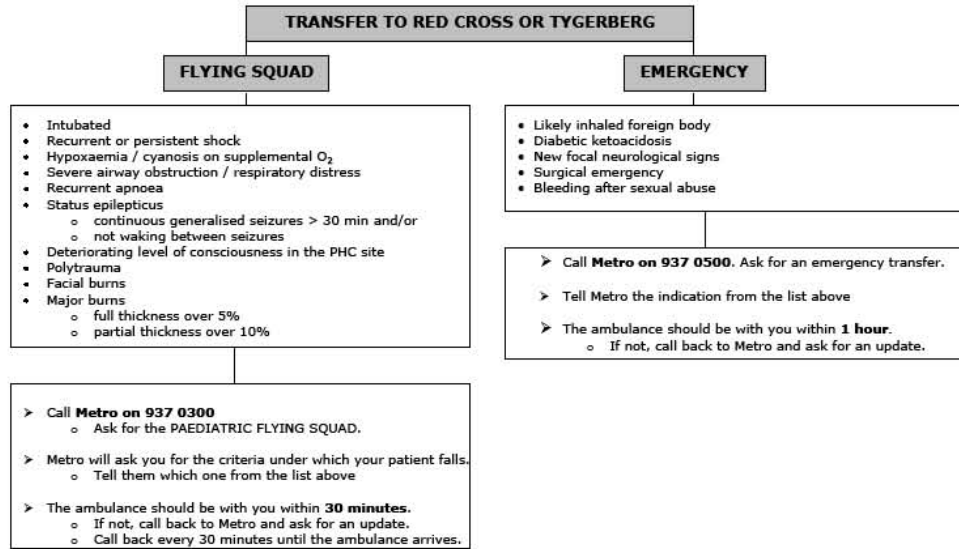 TRANSFER TO RED CROSS OR TYGERBERG
FLYING SQUAD
• Intubated
• Recurrent or persistent shock
• Hypoxaemia / cyanosis on supplemental O₂
• Severe airway obstruction / respiratory distress
• Recurrent apnoea
• Status epilepticus
o continuous generalised seizures > 30 min and/or
o not waking between seizures
• Deteriorating level of consciousness in the PHC site
• Polytrauma
• Facial burns
• Major burns
o full thickness over 5%
o partial thickness over 10%
➤ Call Metro on 937 0300
o Ask for the PAEDIATRIC FLYING SQUAD.
➤ Metro will ask you for the criteria under which your patient falls.
o Tell them which one from the list above
➤ The ambulance should be with you within 30 minutes.
o If not, call back to Metro and ask for an update.
o Call back every 30 minutes until the ambulance arrives.
EMERGENCY
• Likely inhaled foreign body
• Diabetic ketoacidosis
• New focal neurological signs
• Surgical emergency
• Bleeding after sexual abuse
➤ Call Metro on 937 0500. Ask for an emergency transfer.
➤ Tell Metro the indication from the list above
➤ The ambulance should be with you within 1 hour.
o If not, call back to Metro and ask for an update.